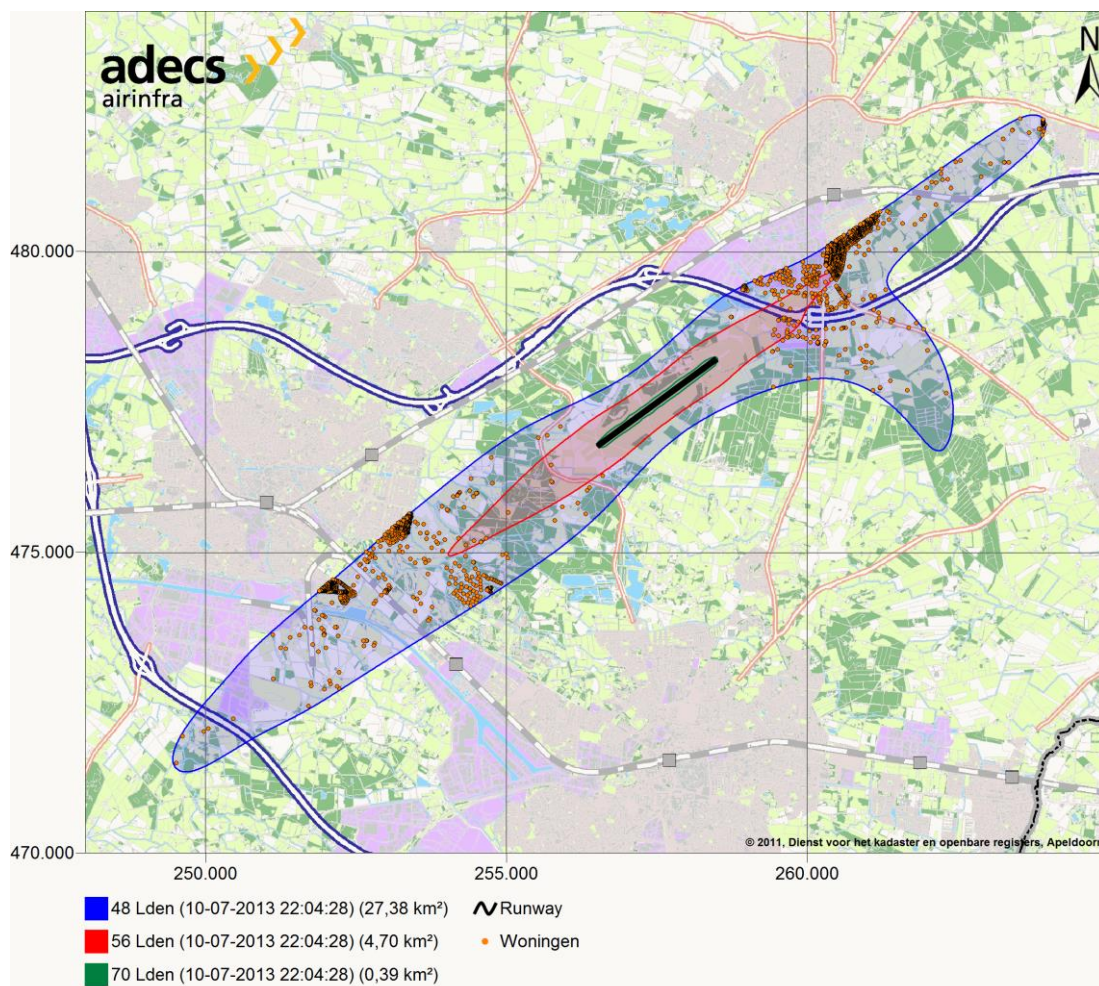 adecs
airinfra
N
480.000
475.000
470.000
© 2011, Dienst voor het kadaster en openbare registers, Apeldoorn
250.000
255.000
260.000
48 Lden (10-07-2013 22:04:28) (27,38 km²)
Runway
56 Lden (10-07-2013 22:04:28) (4,70 km²)
Woningen
70 Lden (10-07-2013 22:04:28) (0,39 km²)